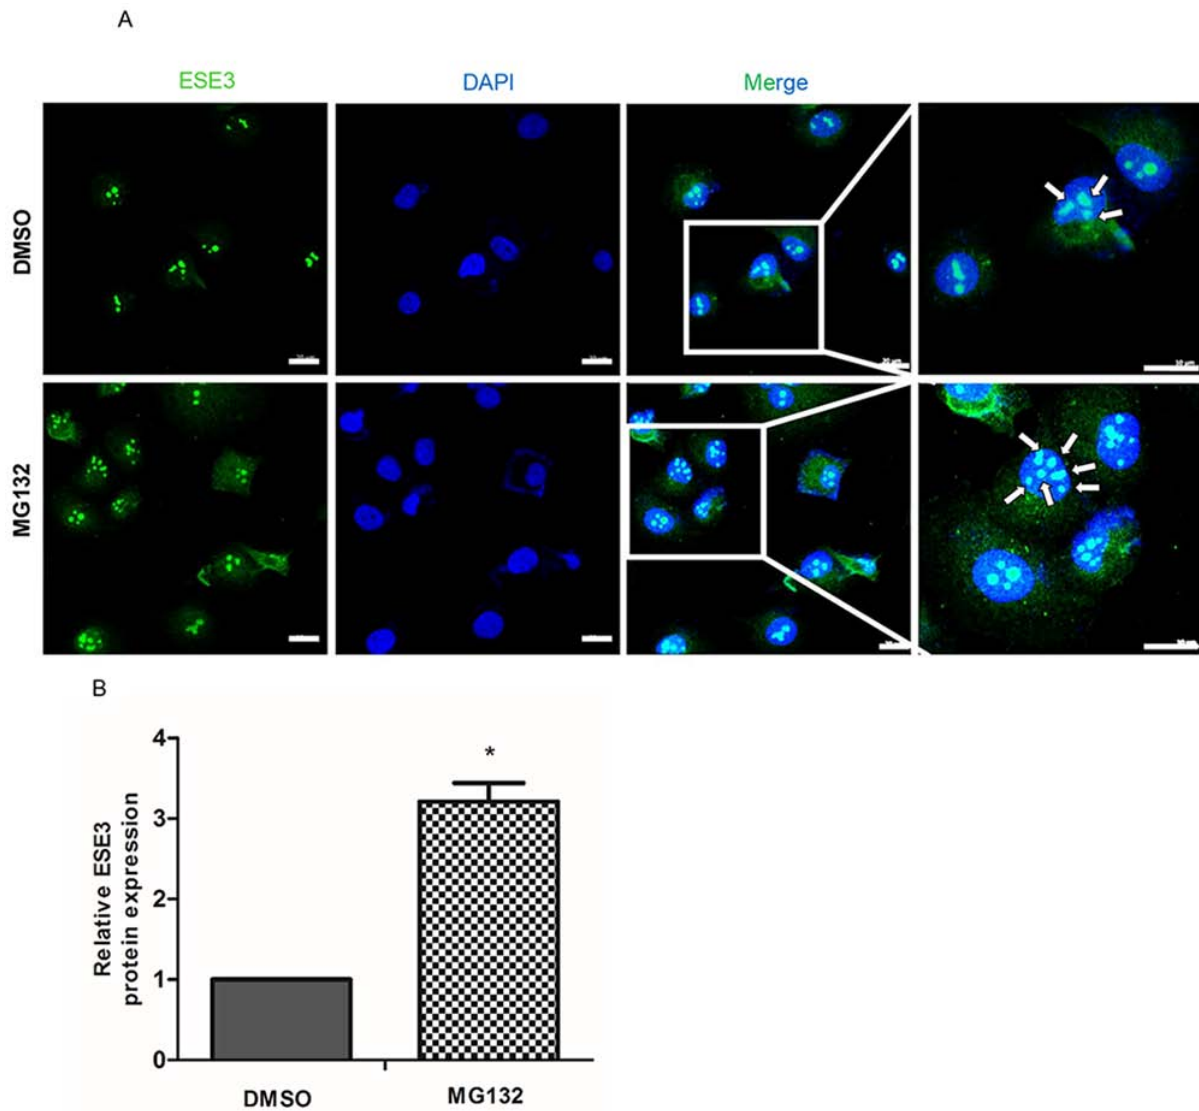 A
ESE3 DAPI Merge
DMSO
MG132
B
Relative ESE3
protein expression
4
3
2
1
0
*
DMSO MG132